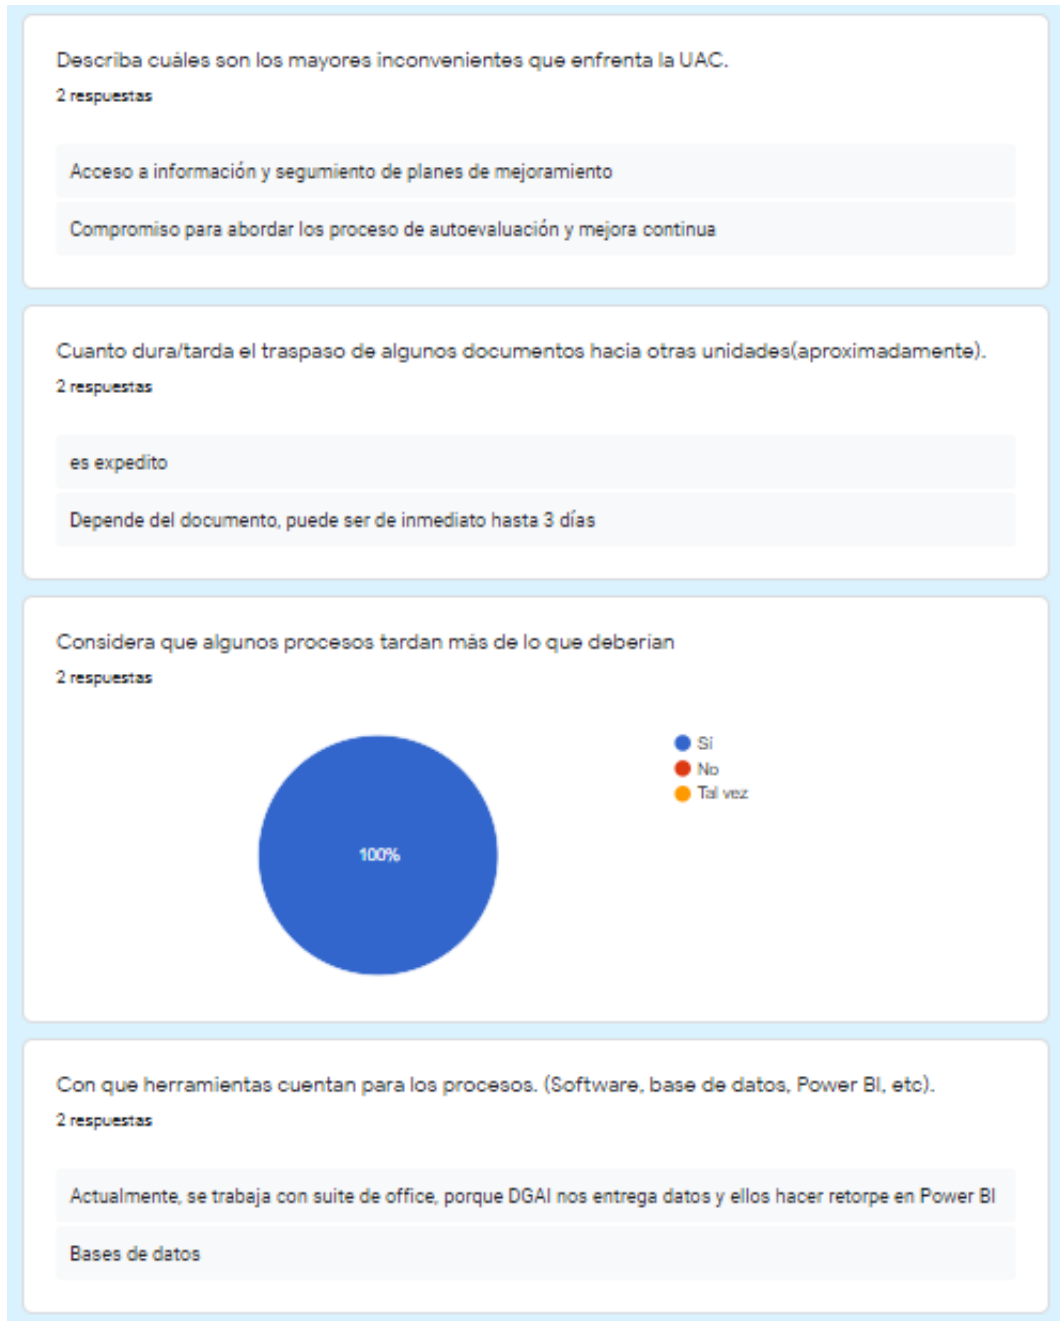 Describa cuáles son los mayores inconvenientes que enfrenta la UAC.
2 respuestas
Acceso a información y segumiento de planes de mejoramiento
Compromiso para abordar los proceso de autoevaluación y mejora continua
Cuanto dura/tarda el traspaso de algunos documentos hacia otras unidades(aproximadamente).
2 respuestas
es expedito
Depende del documento, puede ser de inmediato hasta 3 días
Considera que algunos procesos tardan más de lo que deberían
2 respuestas
Sí
No
Tal vez
100%
Con que herramientas cuentan para los procesos. (Software, base de datos, Power BI, etc).
2 respuestas
Actualmente, se trabaja con suite de office, porque DGAI nos entrega datos y ellos hacer retorpe en Power BI
Bases de datos